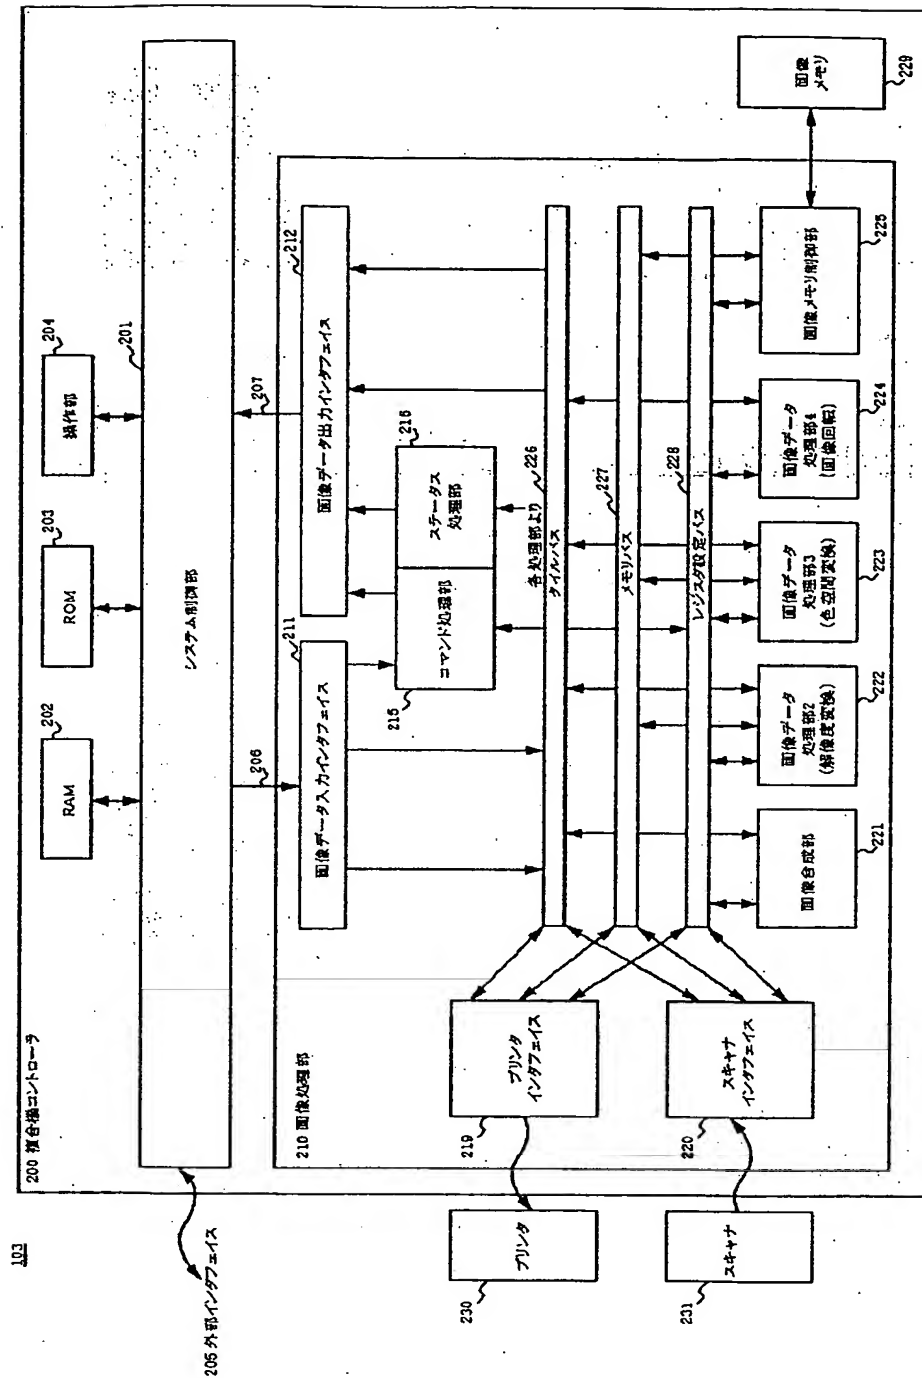 103
200 複合機コントローラ
202
RAM
203
ROM
204
操作部
201
システム制御部
205 外部インタフェイス
206
207
210 画像処理部
211
画像データ入力インタフェイス
212
画像データ出力インタフェイス
215
コマンド処理部
216
ステータス
処理部
各処理部より
226
タイルバス
227
メモリバス
228
レジスタ設定バス
プリンタ
インタフェイス
219
スキャナ
インタフェイス
220
プリンタ
230
スキャナ
231
画像合成部
221
画像データ
処理部2
(解像度変換)
222
画像データ
処理部3
(色空間変換)
223
画像データ
処理部4
(画像回転)
224
画像メモリ制御部
225
画像
メモリ
229